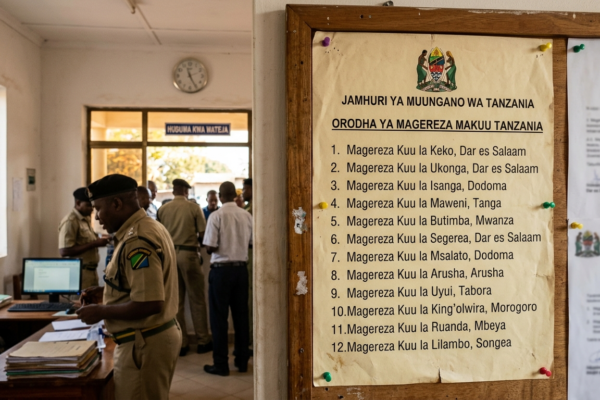 HUDUMA KWA MATEJA
JAMHURI YA MUUNGANO WA TANZANIA
ORODHA YA MAGEREZA MAKUU TANZANIA
1. Magereza Kuu la Keko, Dar es Salaam
2. Magereza Kuu la Ukonga, Dar es Salaam
3. Magereza Kuu la Isanga, Dodoma
4. Magereza Kuu la Maweni, Tanga
5. Magereza Kuu la Butimba, Mwanza
6. Magereza Kuu la Segerea, Dar es Salaam
7. Magereza Kuu la Msalato, Dodoma
8. Magereza Kuu la Arusha, Arusha
9. Magereza Kuu la Uyui, Tabora
10.Magereza Kuu la King'olwira, Morogoro
11.Magereza Kuu la Ruanda, Mbeya
12.Magereza Kuu la Lilambo, Songea